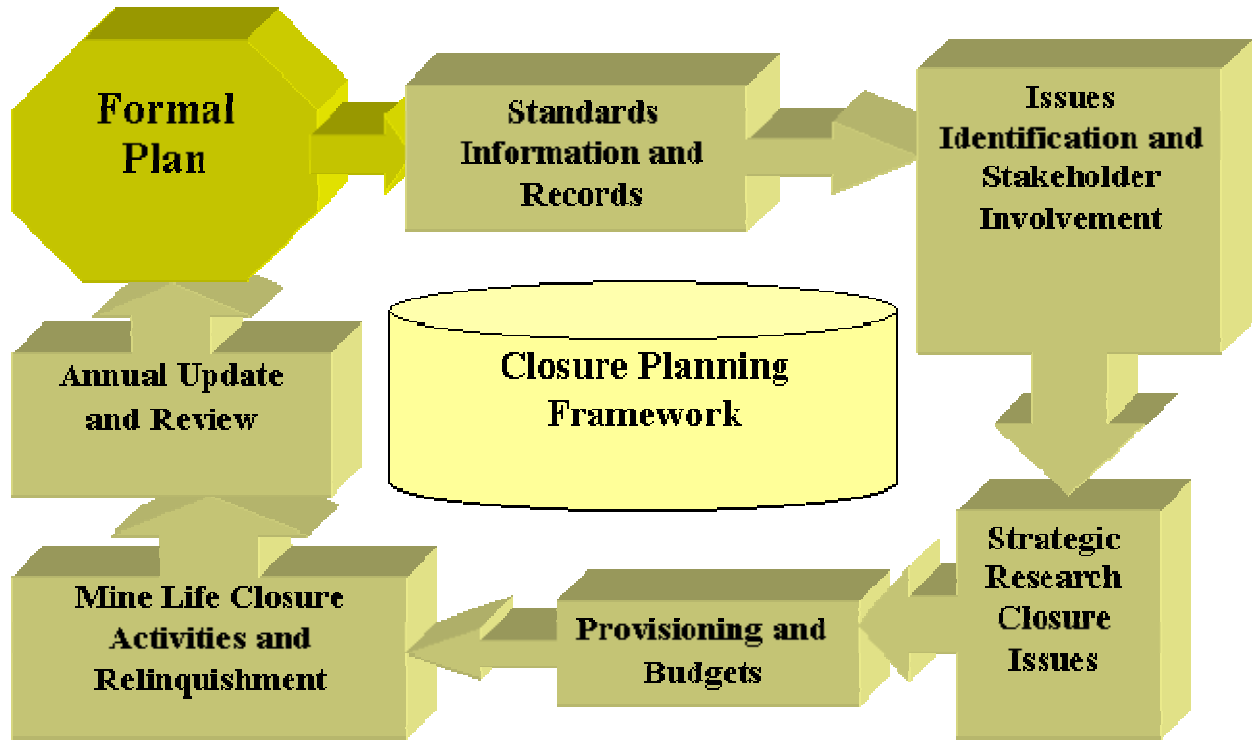 Formal
Plan
Standards
Information and
Records
Issues
Identification and
Stakeholder
Involvement
Closure Planning
Framework
Annual Update
and Review
Strategic
Research
Closure
Issues
Provisioning and
Budgets
Mine Life Closure
Activities and
Relinquishment